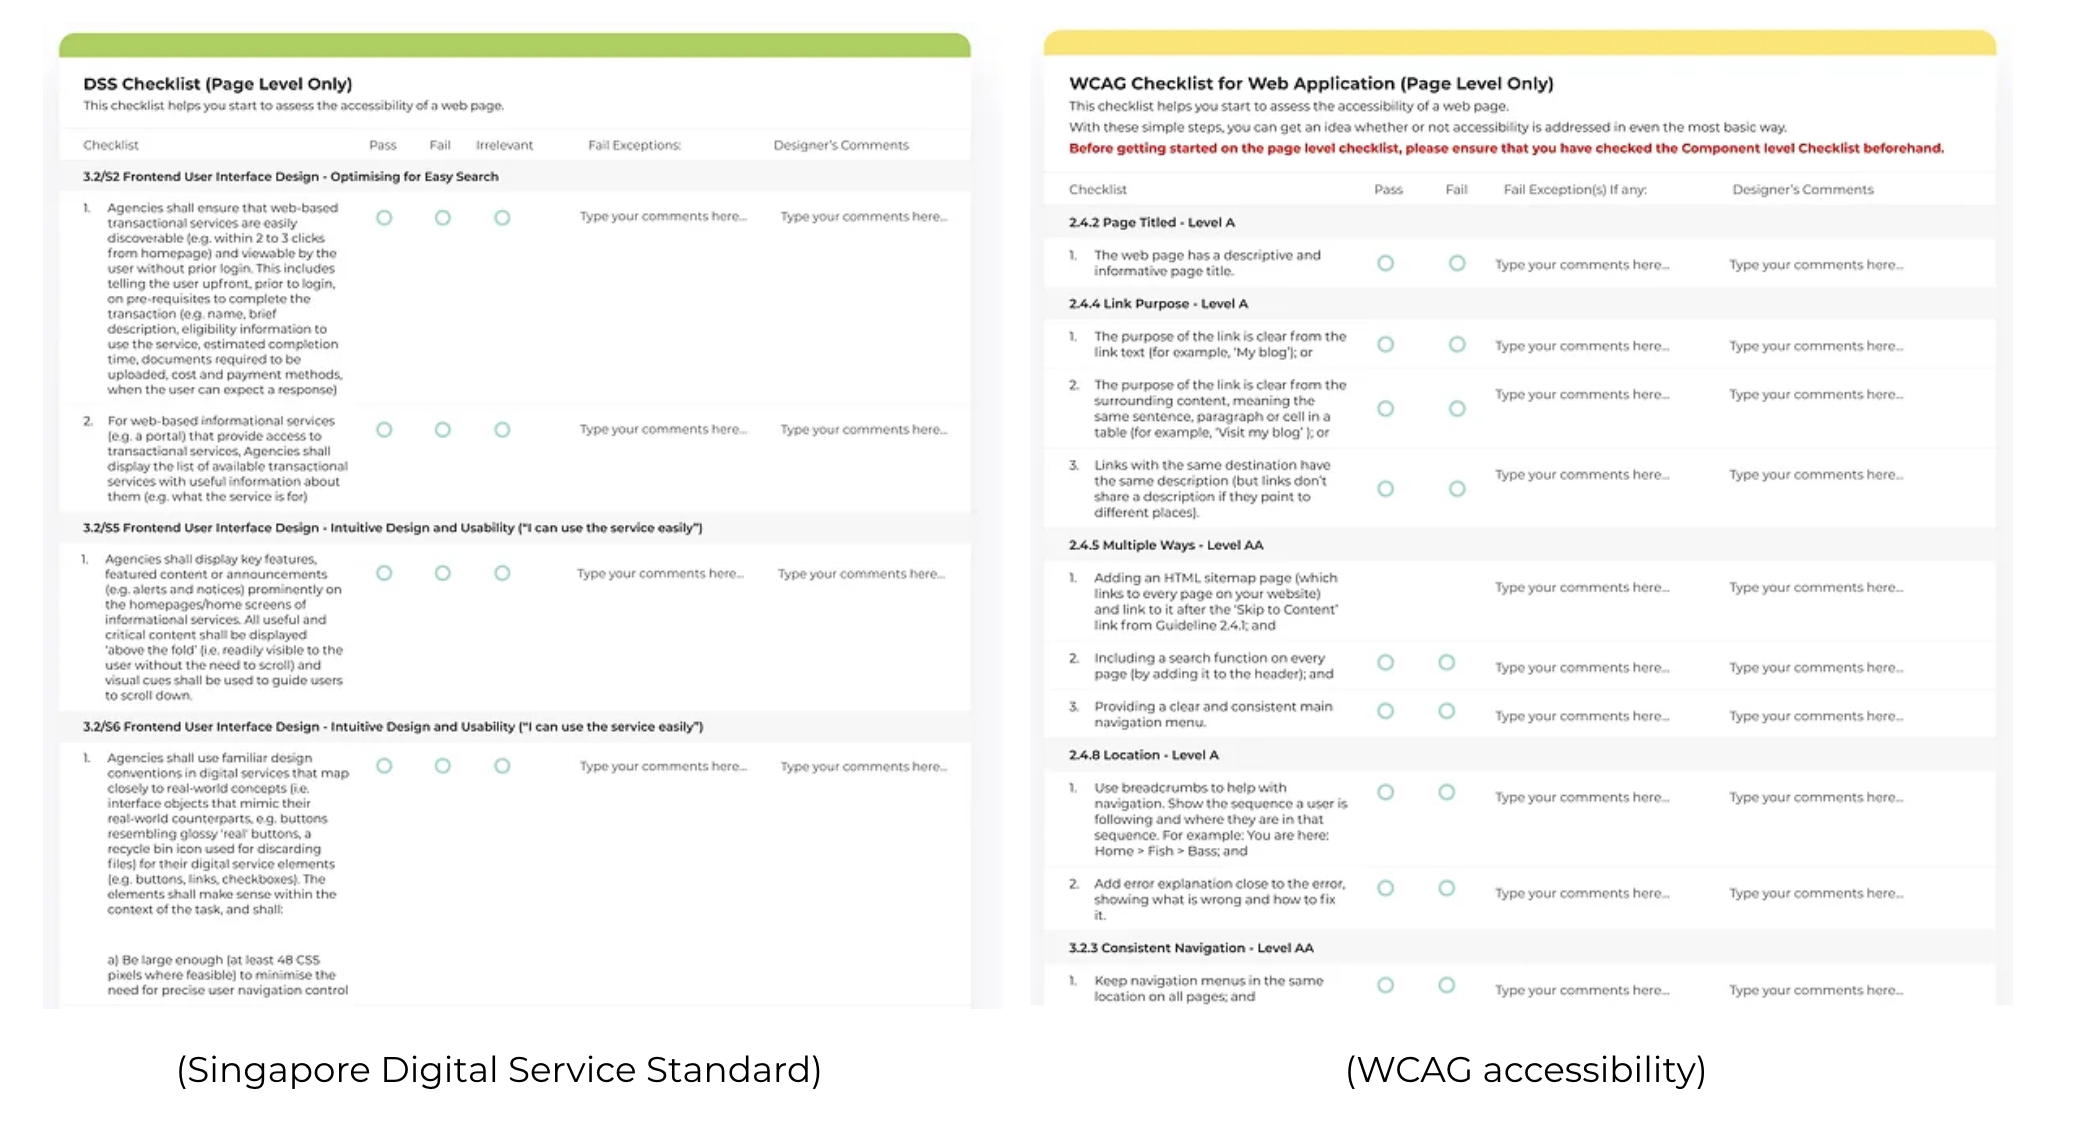 DSS Checklist (Page Level Only)
This checklist helps you start to assess the accessibility of a web page.
Checklist Pass Fail Irrelevant Fail Exceptions: Designer's Comments
3.2/S2 Frontend User Interface Design - Optimising for Easy Search
1. Agencies shall ensure that web-based Type your comments here... Type your comments here...
transactional services are easily
discoverable (e.g. within 2 to 3 clicks
from homepage) and viewable by the
user without prior login. This includes
telling the user upfront, prior to login,
on pre-requisites to complete the
transaction (e.g. name, brief
description, eligibility information to
use the service, estimated completion
time, documents required to be
uploaded, cost and payment methods,
when the user can expect a response)
2. For web-based informational services Type your comments here... Type your comments here...
(e.g. a portal) that provide access to
transactional services, Agencies shall
display the list of available transactional
services with useful information about
them (e.g. what the service is for)
3.2/S5 Frontend User Interface Design - Intuitive Design and Usability ("I can use the service easily")
1. Agencies shall display key features, Type your comments here... Type your comments here...
featured content or announcements
(e.g. alerts and notices) prominently on
the homepages/home screens of
informational services. All useful and
critical content shall be displayed
'above the fold' (i.e. readily visible to the
user without the need to scroll) and
visual cues shall be used to guide users
to scroll down.
3.2/S6 Frontend User Interface Design - Intuitive Design and Usability ("I can use the service easily")
1. Agencies shall use familiar design Type your comments here... Type your comments here...
conventions in digital services that map
closely to real-world concepts (i.e.
interface objects that mimic their
real-world counterparts, e.g. buttons
resembling glossy 'real' buttons, a
recycle bin icon used for discarding
files) for their digital service elements
(e.g. buttons, links, checkboxes). The
elements shall make sense within the
context of the task, and shall:
a) Be large enough (at least 48 CSS
pixels where feasible) to minimise the
need for precise user navigation control
(Singapore Digital Service Standard)
WCAG Checklist for Web Application (Page Level Only)
This checklist helps you start to assess the accessibility of a web page.
With these simple steps, you can get an idea whether or not accessibility is addressed in even the most basic way.
Before getting started on the page level checklist, please ensure that you have checked the Component level Checklist beforehand.
Checklist Pass Fail Fail Exception(s) If any: Designer's Comments
2.4.2 Page Titled - Level A
1. The web page has a descriptive and Type your comments here... Type your comments here...
informative page title.
2.4.4 Link Purpose - Level A
1. The purpose of the link is clear from the Type your comments here... Type your comments here...
link text (for example, 'My blog'); or
2. The purpose of the link is clear from the Type your comments here... Type your comments here...
surrounding content, meaning the
same sentence, paragraph or cell in a
table (for example, 'Visit my blog' ); or
3. Links with the same destination have Type your comments here... Type your comments here...
the same description (but links don't
share a description if they point to
different places).
2.4.5 Multiple Ways - Level AA
1. Adding an HTML sitemap page (which Type your comments here... Type your comments here...
links to every page on your website)
and link to it after the 'Skip to Content'
link from Guideline 2.4.1; and
2. Including a search function on every Type your comments here... Type your comments here...
page (by adding it to the header); and
3. Providing a clear and consistent main Type your comments here... Type your comments here...
navigation menu.
2.4.8 Location - Level A
1. Use breadcrumbs to help with Type your comments here... Type your comments here...
navigation. Show the sequence a user is
following and where they are in that
sequence. For example: You are here:
Home > Fish > Bass; and
2. Add error explanation close to the error, Type your comments here... Type your comments here...
showing what is wrong and how to fix
it.
3.2.3 Consistent Navigation - Level AA
1. Keep navigation menus in the same Type your comments here... Type your comments here...
location on all pages; and
(WCAG accessibility)